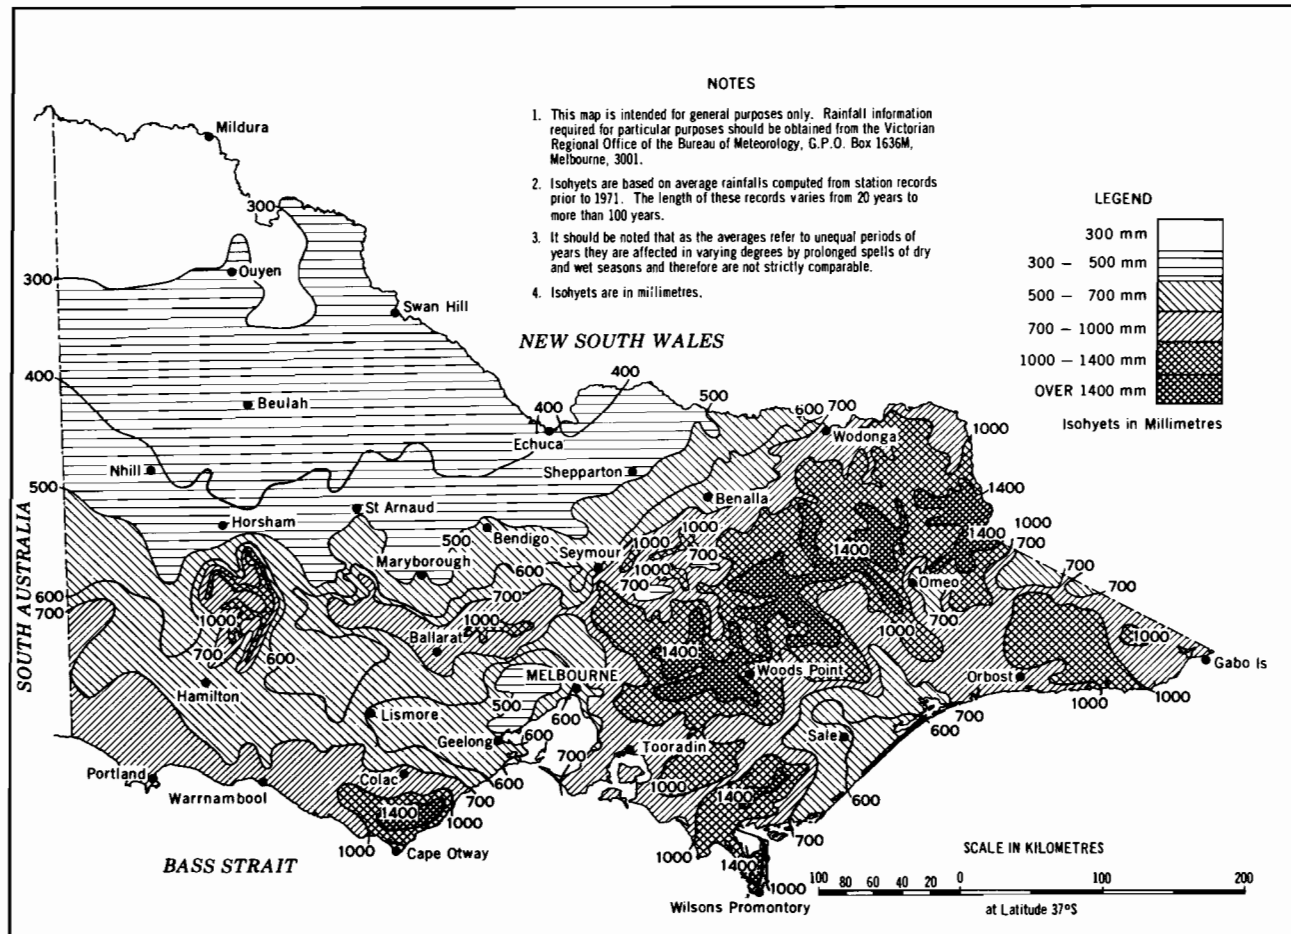 NOTES
1. This map is intended for general purposes only. Rainfall information
required for particular purposes should be obtained from the Victorian
Regional Office of the Bureau of Meteorology, G.P.O. Box 1636M,
Melbourne, 3001.
2. Isohyets are based on average rainfalls computed from station records
prior to 1971. The length of these records varies from 20 years to
more than 100 years.
3. It should be noted that as the averages refer to unequal periods of
years they are affected in varying degrees by prolonged spells of dry
and wet seasons and therefore are not strictly comparable.
4. Isohyets are in millimetres.
LEGEND
300 mm
300 – 500 mm
500 – 700 mm
700 – 1000 mm
1000 – 1400 mm
OVER 1400 mm
Isohyets in Millimetres
Mildura
300
Ouyen
300
Swan Hill
NEW SOUTH WALES
400
400
500
Beulah
400
600
700
Wodonga
1000
Echuca
Nhill
Shepparton
500
Benalla
1400
St Arnaud
Horsham
Bendigo
1000
1000
500
Seymour
1000
700
1400
1400
700
Maryborough
600
1000
700
700
Omeo
700
SOUTH AUSTRALIA
600
700
700
1000
1000
700
1000
Ballarat
1400
700
600
Woods Point
Gabo Is
Hamilton
MELBOURNE
Orbost
500
600
1000
1000
Lismore
700
Geelong
600
Tooradin
Sale
600
700
Portland
Colac
600
1000
1400
600
Warrnambool
700
1400
1000
700
1000
Cape Otway
1000
1400
BASS STRAIT
1000
Wilsons Promontory
SCALE IN KILOMETRES
100 80 60 40 20 0 100 200
at Latitude 37°S